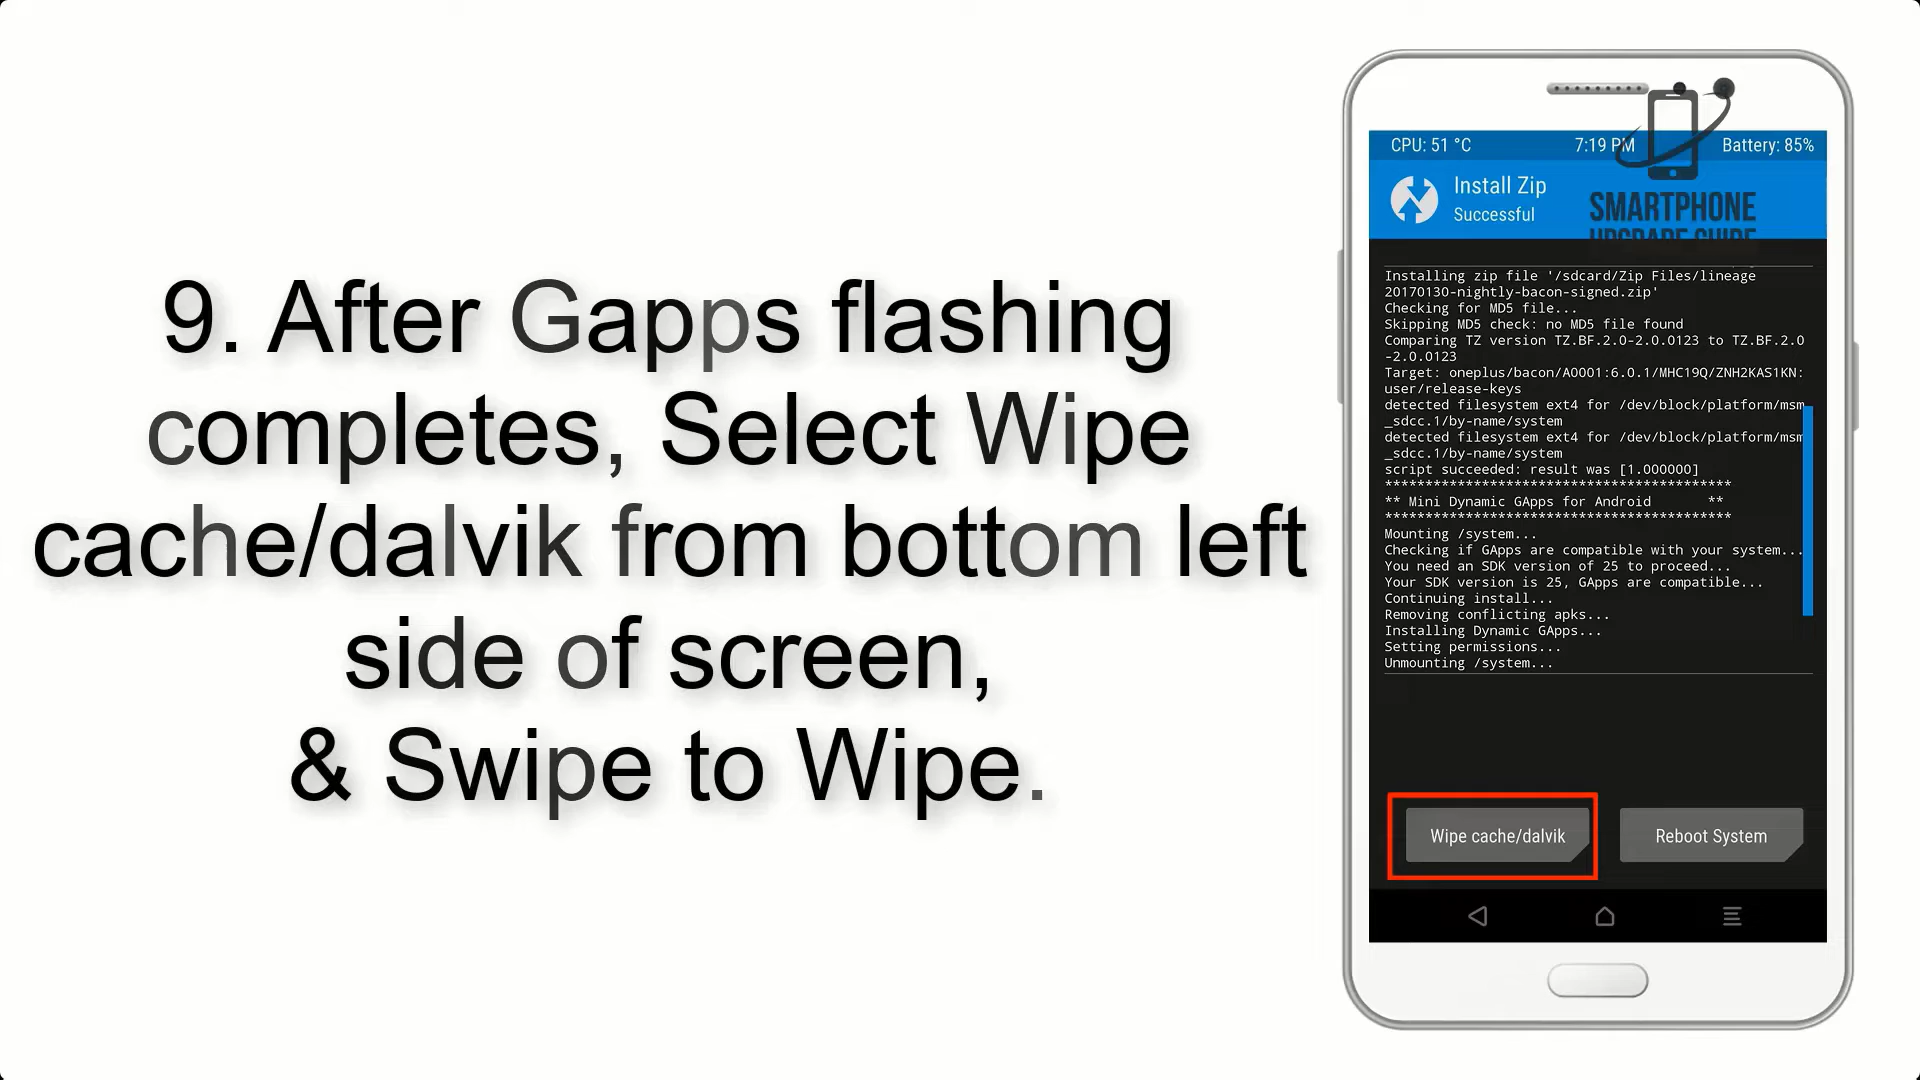 9. After Gapps flashing
completes, Select Wipe
cache/dalvik from bottom left
side of screen,
& Swipe to Wipe.
CPU: 51 °C 7:19 PM Battery: 85%
Install Zip
Successful
SMARTPHONE
UPGRADE GUIDE
Installing zip file '/sdcard/Zip Files/lineage
20170130-nightly-bacon-signed.zip'
Checking for MD5 file...
Skipping MD5 check: no MD5 file found
Comparing TZ version TZ.BF.2.0-2.0.0123 to TZ.BF.2.0
-2.0.0123
Target: oneplus/bacon/A0001:6.0.1/MHC19Q/ZNH2KAS1KN:
user/release-keys
detected filesystem ext4 for /dev/block/platform/msm
_sdcc.1/by-name/system
detected filesystem ext4 for /dev/block/platform/msm
_sdcc.1/by-name/system
script succeeded: result was [1.000000]
******************************************
** Mini Dynamic GApps for Android **
******************************************
Mounting /system...
Checking if GApps are compatible with your system...
You need an SDK version of 25 to proceed...
Your SDK version is 25, GApps are compatible...
Continuing install...
Removing conflicting apks...
Installing Dynamic GApps...
Setting permissions...
Unmounting /system...
Wipe cache/dalvik
Reboot System